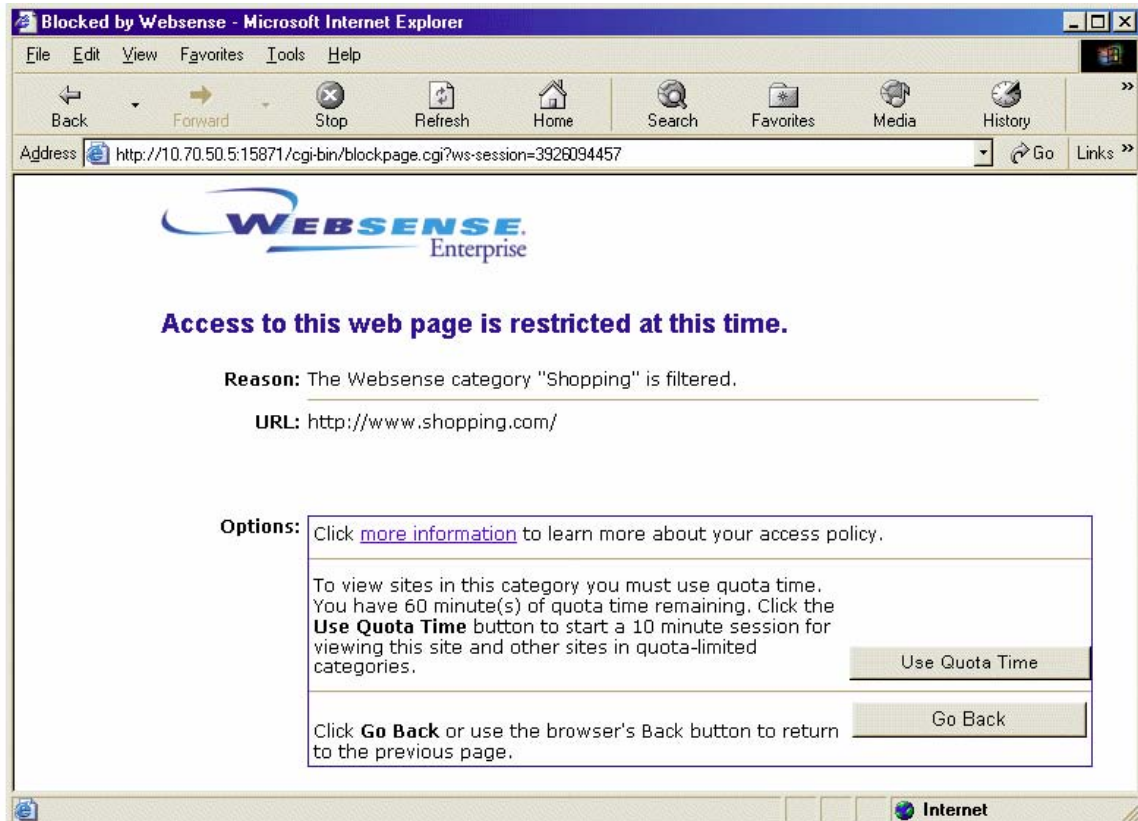 Blocked by Websense - Microsoft Internet Explorer
File Edit View Favorites Tools Help
Back Forward Stop Refresh Home Search Favorites Media History »
Address http://10.70.50.5:15871/cgi-bin/blockpage.cgi?ws-session=3926094457 Go Links »
WEBSENSE.
Enterprise
Access to this web page is restricted at this time.
Reason: The Websense category "Shopping" is filtered.
URL: http://www.shopping.com/
Options: Click more information to learn more about your access policy.
To view sites in this category you must use quota time.
You have 60 minute(s) of quota time remaining. Click the
Use Quota Time button to start a 10 minute session for
viewing this site and other sites in quota-limited
categories.
Use Quota Time
Go Back
Click Go Back or use the browser's Back button to return
to the previous page.
Internet